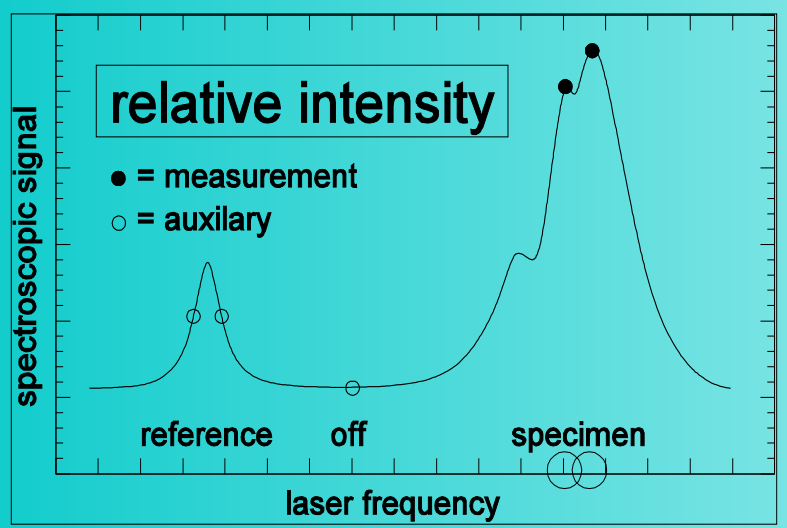 relative intensity
= measurement
= auxilary
spectroscopic signal
reference off specimen
laser frequency